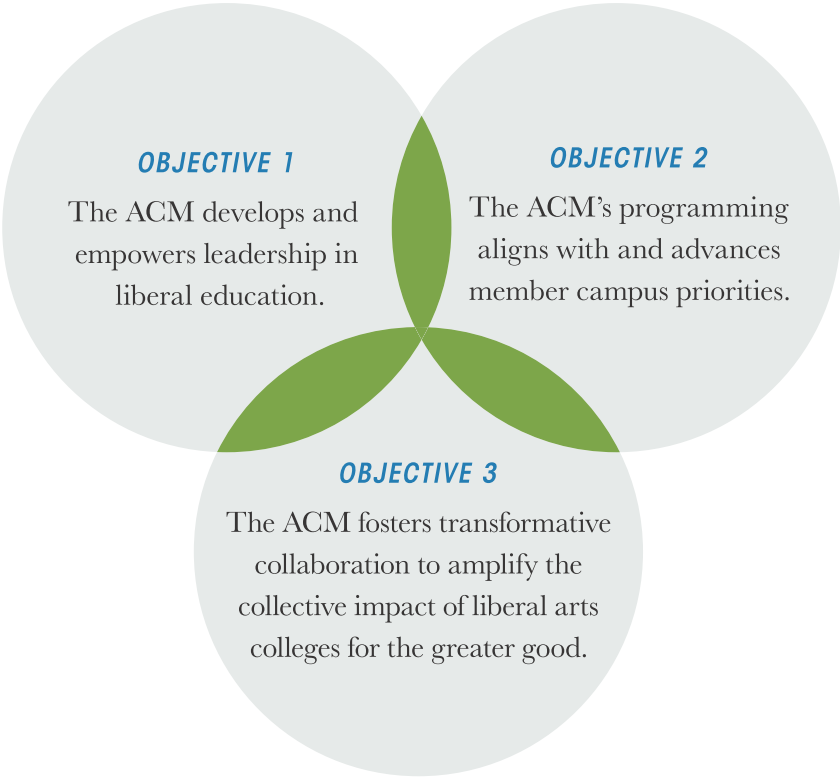 OBJECTIVE 1
The ACM develops and
empowers leadership in
liberal education.
OBJECTIVE 2
The ACM’s programming
aligns with and advances
member campus priorities.
OBJECTIVE 3
The ACM fosters transformative
collaboration to amplify the
collective impact of liberal arts
colleges for the greater good.